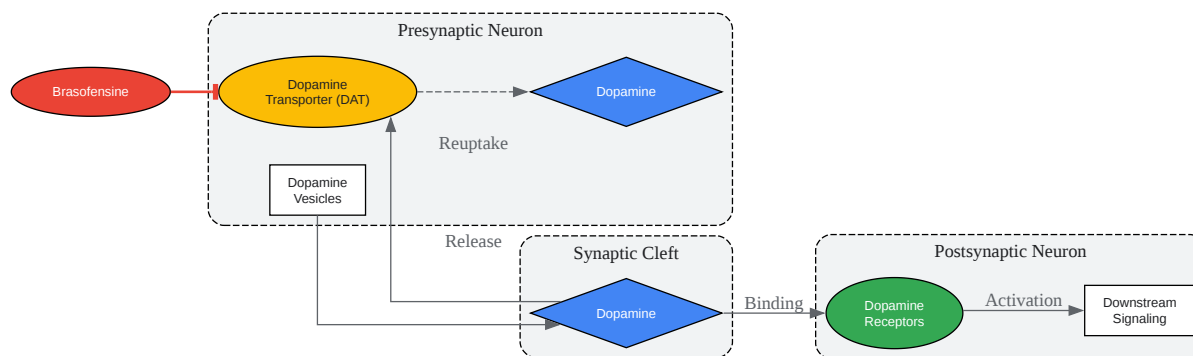 Presynaptic Neuron
Brasofensine
Dopamine
Transporter (DAT)
Dopamine
Reuptake
Dopamine
Vesicles
Release
Synaptic Cleft
Dopamine
Binding
Postsynaptic Neuron
Dopamine
Receptors
Activation
Downstream
Signaling